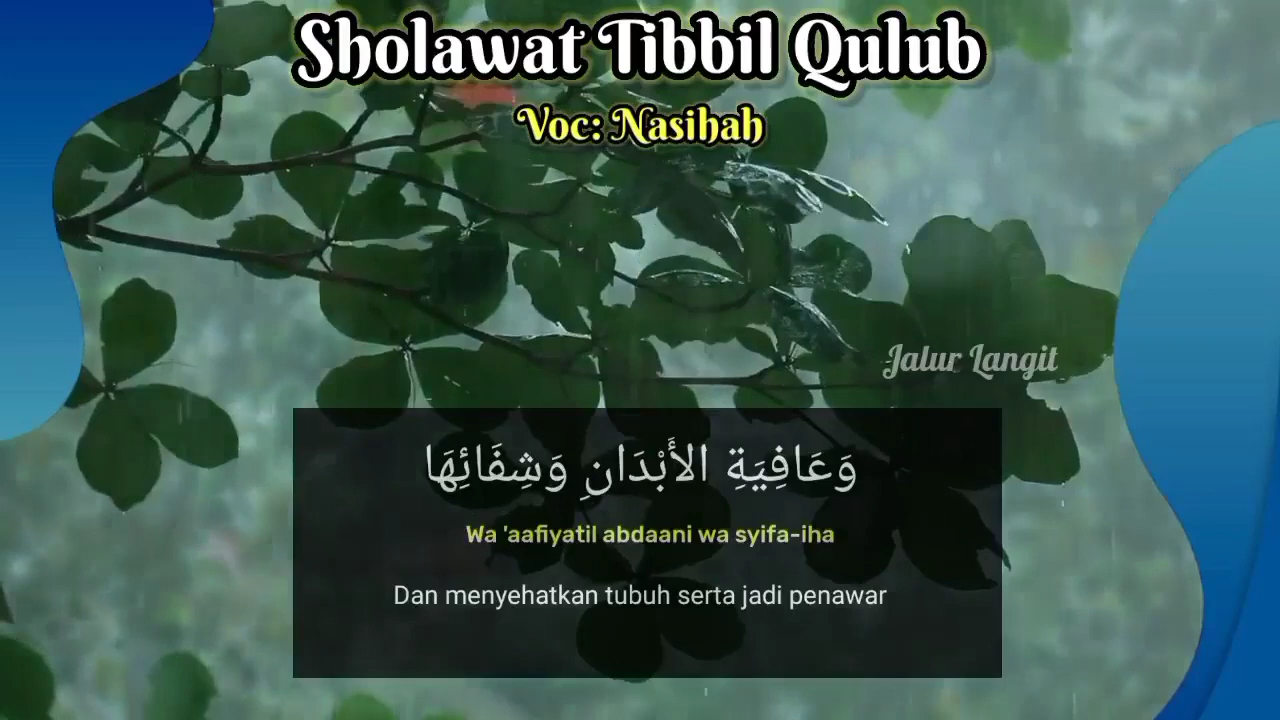 Sholawat Tibbil Qulub
Voc: Nasihah
Jalur Langit
وَعَافِيَةِ الأَبْدَانِ وَشِفَائِهَا
Wa 'aafiyatil abdaani wa syifa-iha
Dan menyehatkan tubuh serta jadi penawar